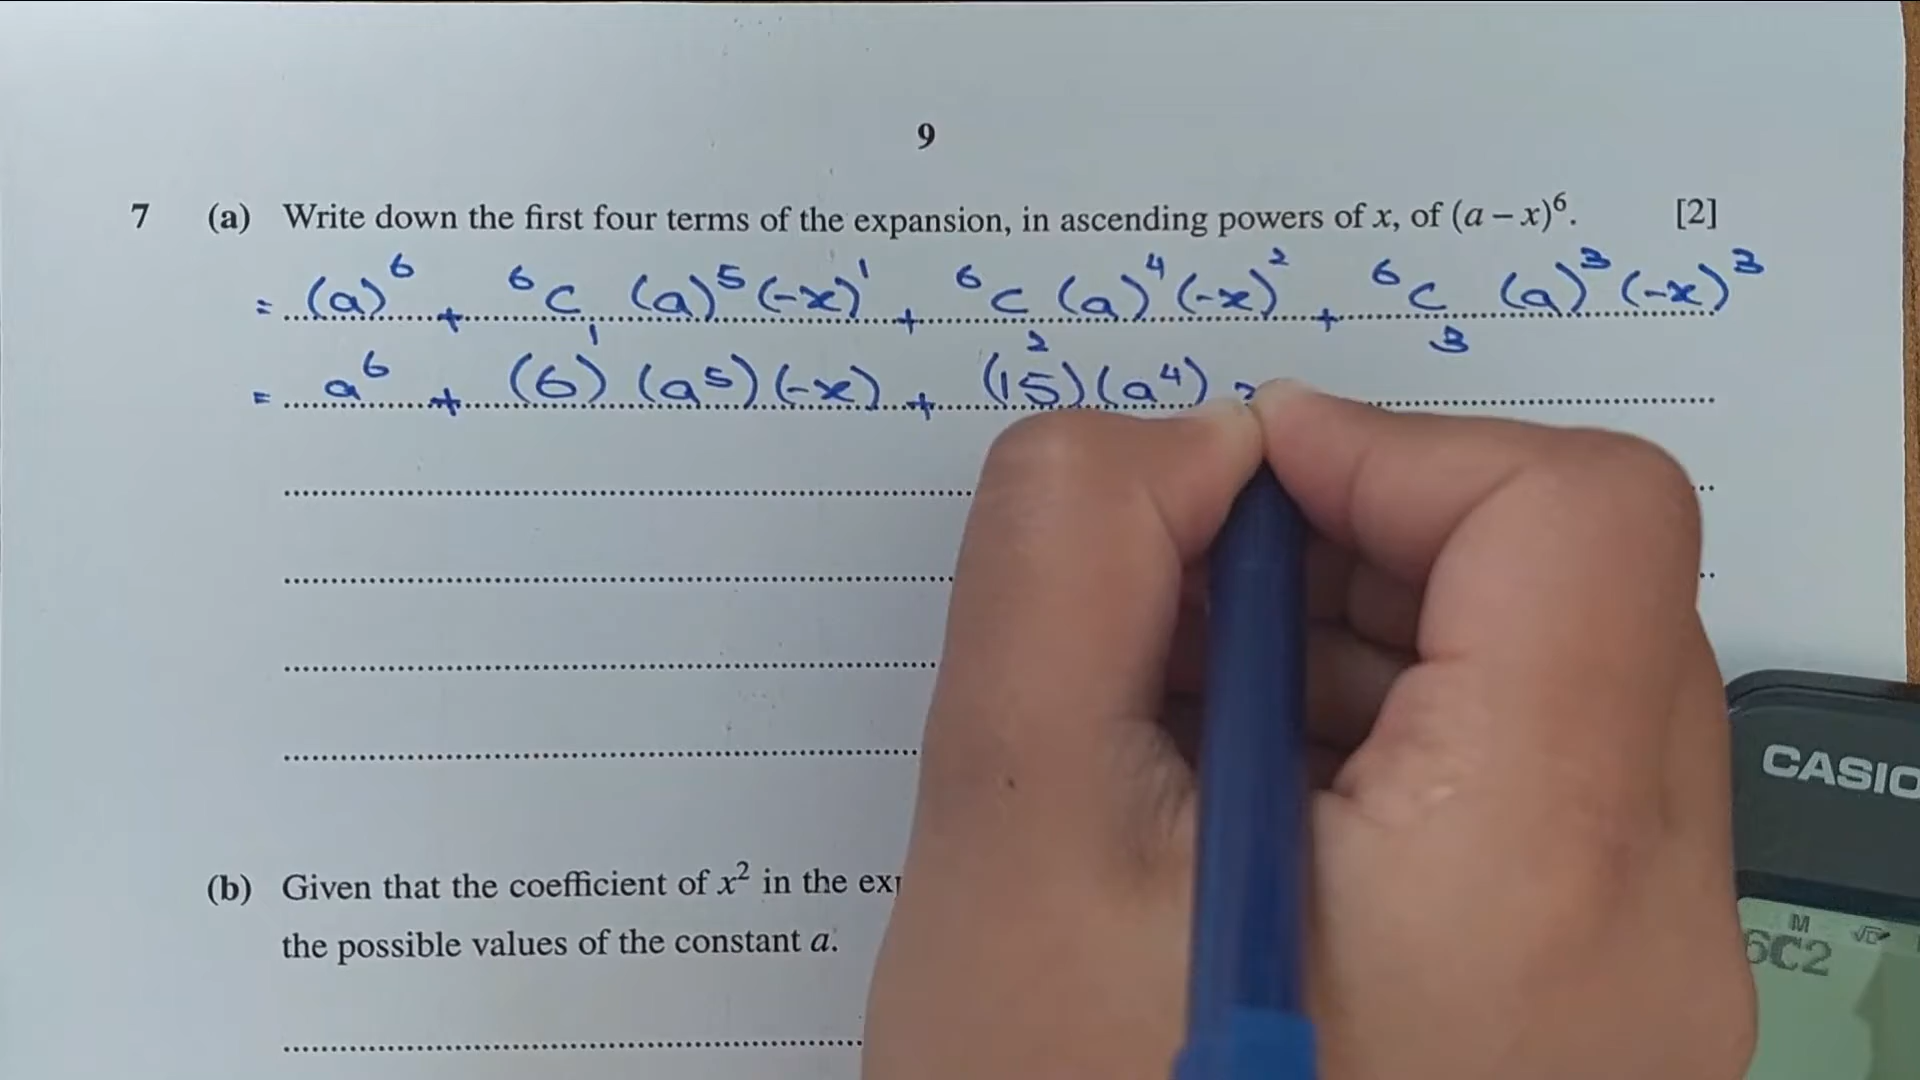 9
7 (a) Write down the first four terms of the expansion, in ascending powers of x, of (a − x)⁶. [2]
= (a)⁶ + ⁶C₁ (a)⁵ (-x)¹ + ⁶C₂ (a)⁴ (-x)² + ⁶C₃ (a)³ (-x)³
= a⁶ + (6) (a⁵) (-x) + (15) (a⁴)
(b) Given that the coefficient of x² in the
the possible values of the constant a.
CASIO
M
6C2